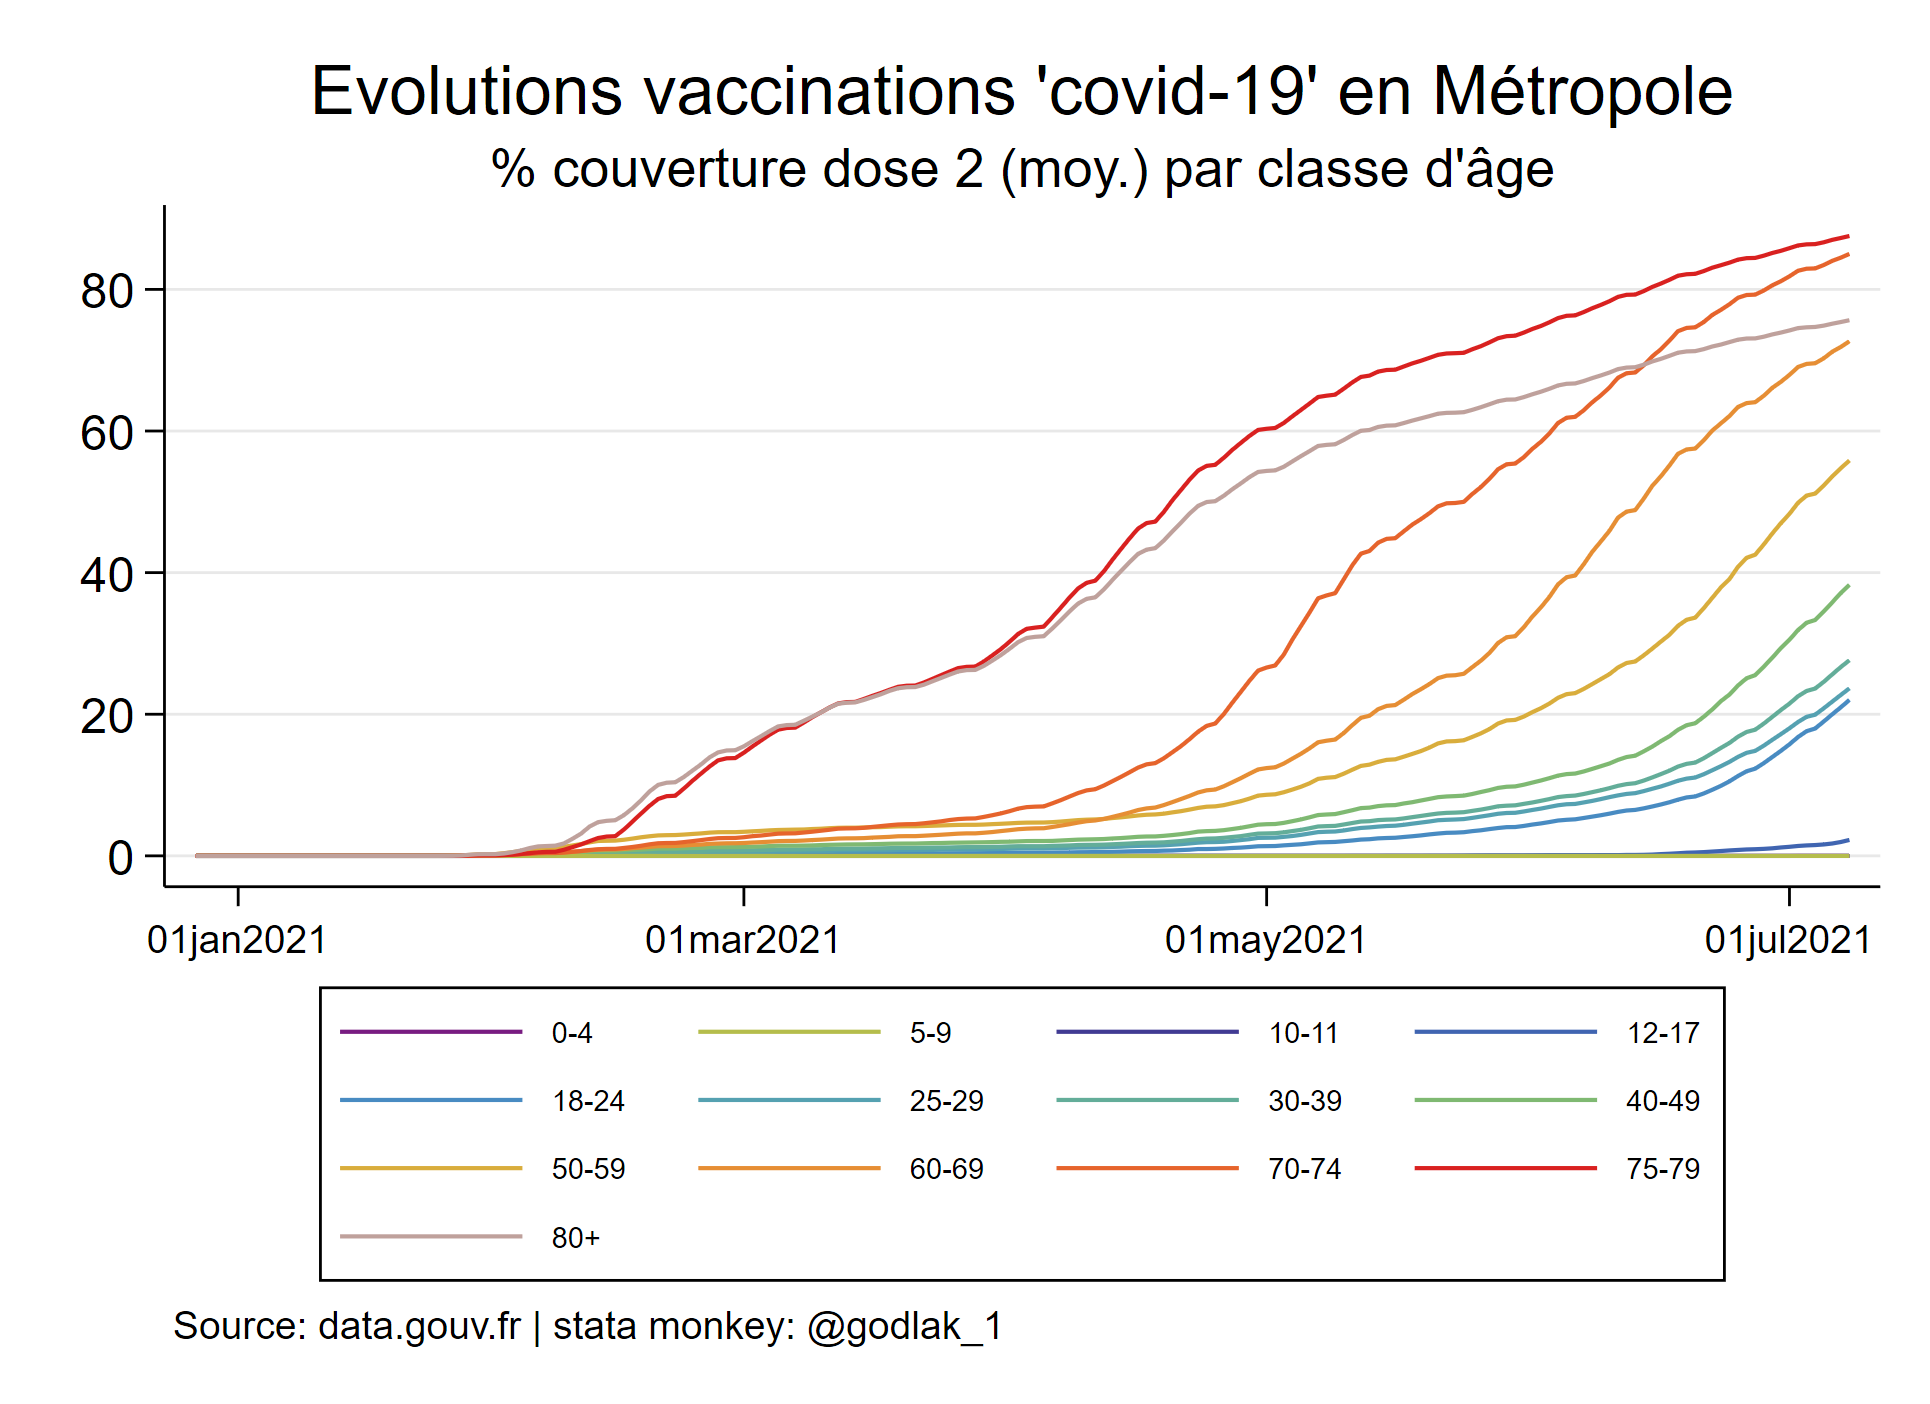 Evolutions vaccinations 'covid-19' en Métropole
% couverture dose 2 (moy.) par classe d'âge
80
60
40
20
0
01jan2021 01mar2021 01may2021 01jul2021
0-4 5-9 10-11 12-17
18-24 25-29 30-39 40-49
50-59 60-69 70-74 75-79
80+
Source: data.gouv.fr | stata monkey: @godlak_1